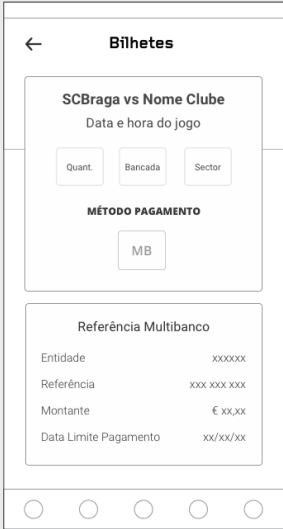 Bilhetes
SCBraga vs Nome Clube
Data e hora do jogo
Quant. Bancada Sector
MÉTODO PAGAMENTO
MB
Referência Multibanco
Entidade xxxxxx
Referência xxx xxx xxx
Montante € xx,xx
Data Limite Pagamento xx/xx/xx